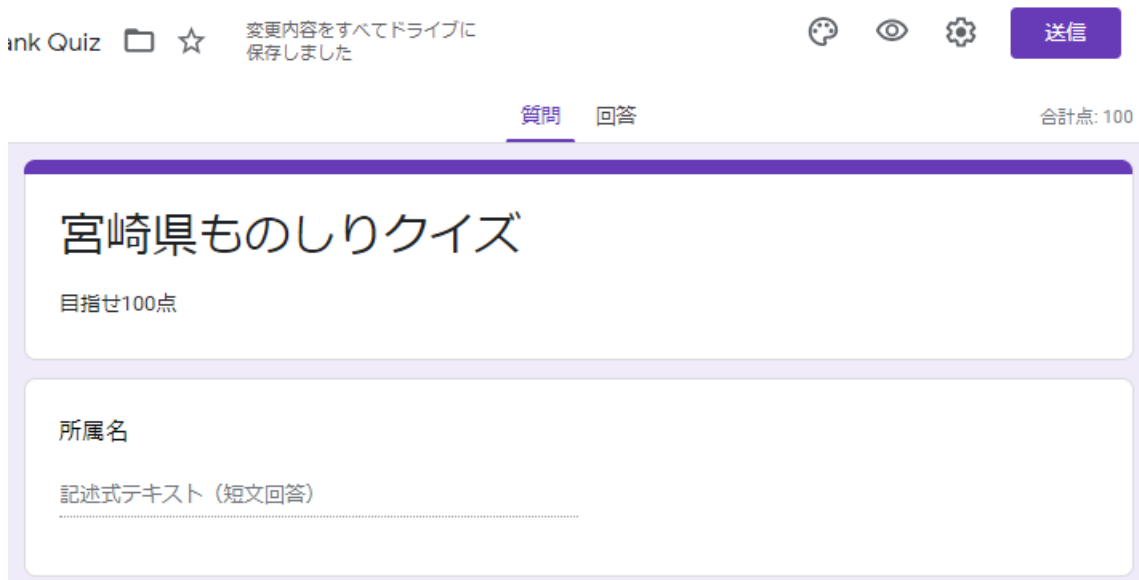 ank Quiz
変更内容をすべてドライブに
保存しました
送信
質問 回答
合計点: 100
宮崎県ものしりクイズ
目指せ100点
所属名
記述式テキスト（短文回答）